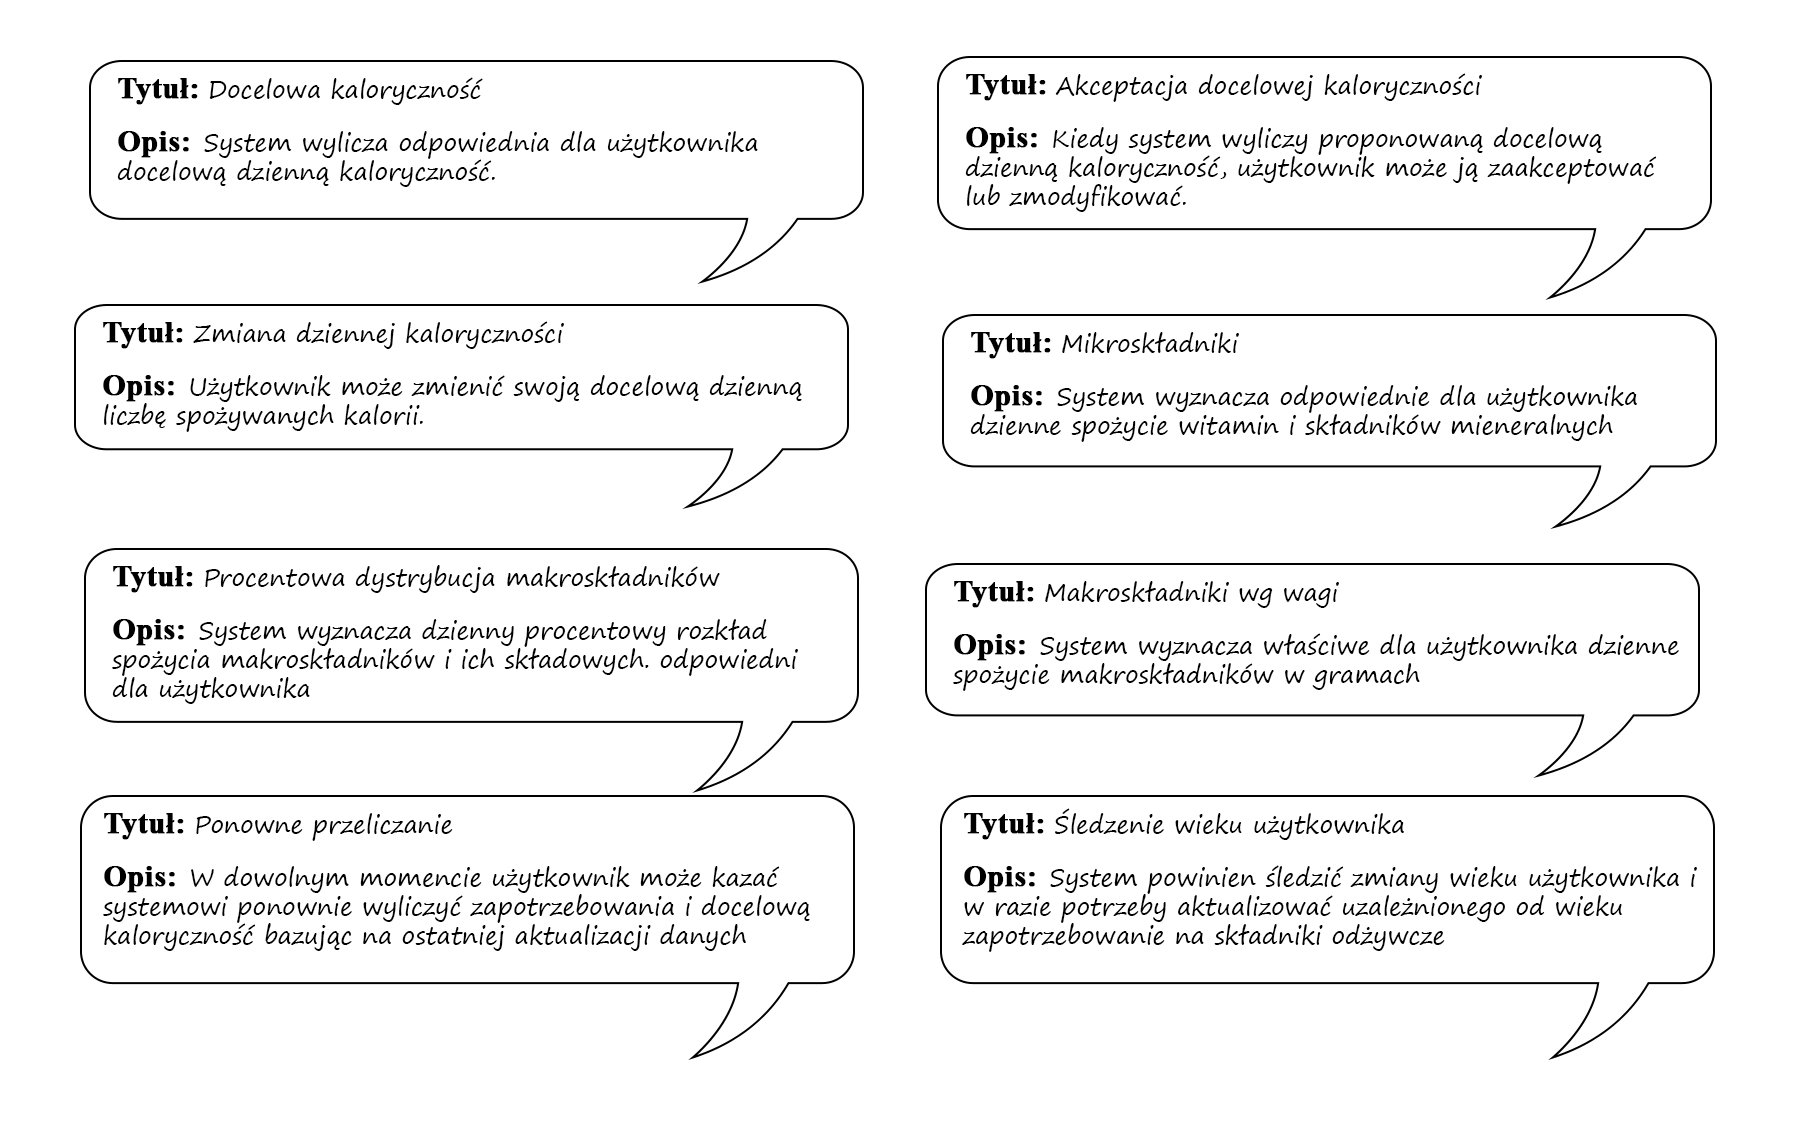 Tytuł: Docelowa kaloryczność
Opis: System wylicza odpowiednia dla użytkownika
docelową dzienną kaloryczność.
Tytuł: Akceptacja docelowej kaloryczności
Opis: Kiedy system wyliczy proponowaną docelową
dzienną kaloryczność, użytkownik może ją zaakceptować
lub zmodyfikować.
Tytuł: Zmiana dziennej kaloryczności
Opis: Użytkownik może zmienić swoją docelową dzienną
liczbę spożywanych kalorii.
Tytuł: Mikroskładniki
Opis: System wyznacza odpowiednie dla użytkownika
dzienne spożycie witamin i składników mieneralnych
Tytuł: Procentowa dystrybucja makroskładników
Opis: System wyznacza dzienny procentowy rozkład
spożycia makroskładników i ich składowych. odpowiedni
dla użytkownika
Tytuł: Makroskładniki wg wagi
Opis: System wyznacza właściwe dla użytkownika dzienne
spożycie makroskładników w gramach
Tytuł: Ponowne przeliczanie
Opis: W dowolnym momencie użytkownik może kazać
systemowi ponownie wyliczyć zapotrzebowania i docelową
kaloryczność bazując na ostatniej aktualizacji danych
Tytuł: Śledzenie wieku użytkownika
Opis: System powinien śledzić zmiany wieku użytkownika i
w razie potrzeby aktualizować uzależnionego od wieku
zapotrzebowanie na składniki odżywcze